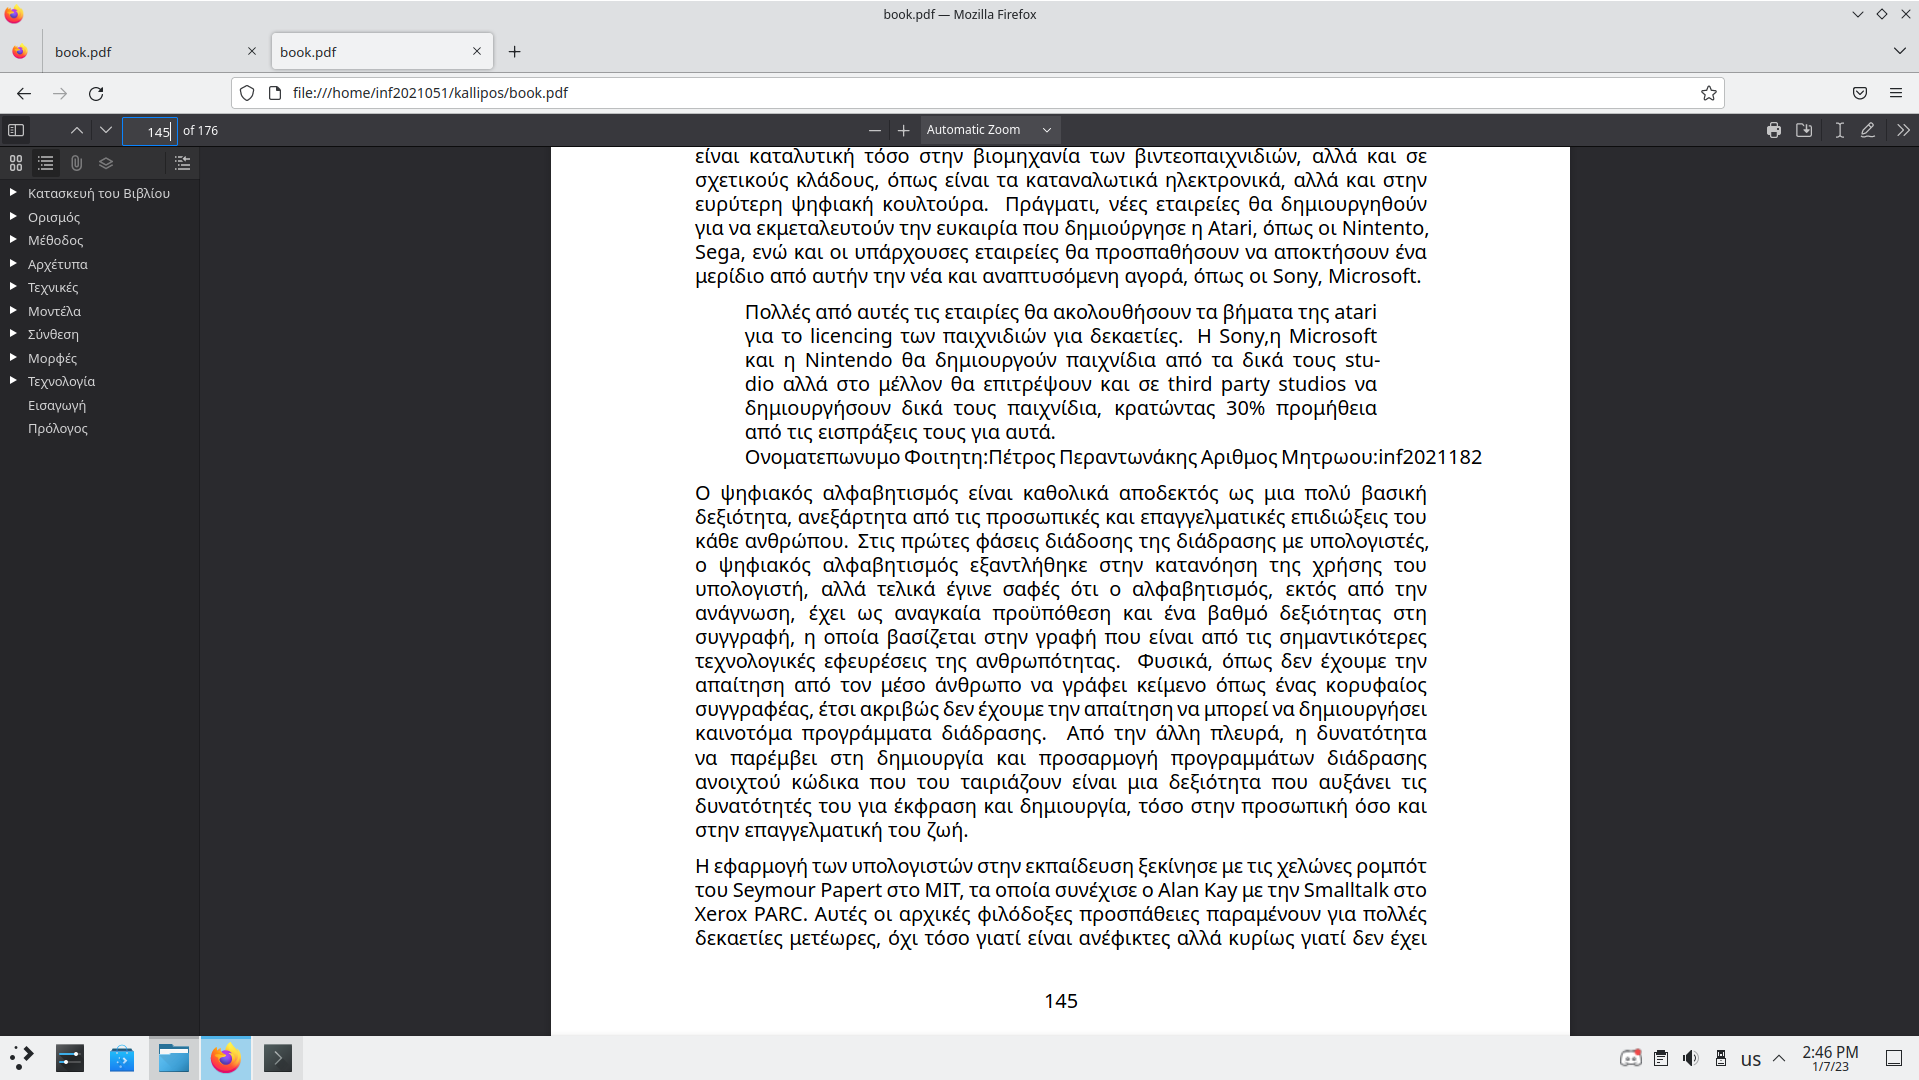 book.pdf — Mozilla Firefox
book.pdf
book.pdf
file:///home/inf2021051/kallipos/book.pdf
145 of 176
Automatic Zoom
Κατασκευή του Βιβλίου
Ορισμός
Μέθοδος
Αρχέτυπα
Τεχνικές
Μοντέλα
Σύνθεση
Μορφές
Τεχνολογία
Εισαγωγή
Πρόλογος
είναι καταλυτική τόσο στην βιομηχανία των βιντεοπαιχνιδιών, αλλά και σε
σχετικούς κλάδους, όπως είναι τα καταναλωτικά ηλεκτρονικά, αλλά και στην
ευρύτερη ψηφιακή κουλτούρα. Πράγματι, νέες εταιρείες θα δημιουργηθούν
για να εκμεταλευτούν την ευκαιρία που δημιούργησε η Atari, όπως οι Nintento,
Sega, ενώ και οι υπάρχουσες εταιρείες θα προσπαθήσουν να αποκτήσουν ένα
μερίδιο από αυτήν την νέα και αναπτυσόμενη αγορά, όπως οι Sony, Microsoft.
Πολλές από αυτές τις εταιρίες θα ακολουθήσουν τα βήματα της atari
για το licencing των παιχνιδιών για δεκαετίες. Η Sony,η Microsoft
και η Nintendo θα δημιουργούν παιχνίδια από τα δικά τους stu-
dio αλλά στο μέλλον θα επιτρέψουν και σε third party studios να
δημιουργήσουν δικά τους παιχνίδια, κρατώντας 30% προμήθεια
από τις εισπράξεις τους για αυτά.
Ονοματεπωνυμο Φοιτητη:Πέτρος Περαντωνάκης Αριθμος Μητρωου:inf2021182
Ο ψηφιακός αλφαβητισμός είναι καθολικά αποδεκτός ως μια πολύ βασική
δεξιότητα, ανεξάρτητα από τις προσωπικές και επαγγελματικές επιδιώξεις του
κάθε ανθρώπου. Στις πρώτες φάσεις διάδοσης της διάδρασης με υπολογιστές,
ο ψηφιακός αλφαβητισμός εξαντλήθηκε στην κατανόηση της χρήσης του
υπολογιστή, αλλά τελικά έγινε σαφές ότι ο αλφαβητισμός, εκτός από την
ανάγνωση, έχει ως αναγκαία προϋπόθεση και ένα βαθμό δεξιότητας στη
συγγραφή, η οποία βασίζεται στην γραφή που είναι από τις σημαντικότερες
τεχνολογικές εφευρέσεις της ανθρωπότητας. Φυσικά, όπως δεν έχουμε την
απαίτηση από τον μέσο άνθρωπο να γράφει κείμενο όπως ένας κορυφαίος
συγγραφέας, έτσι ακριβώς δεν έχουμε την απαίτηση να μπορεί να δημιουργήσει
καινοτόμα προγράμματα διάδρασης. Από την άλλη πλευρά, η δυνατότητα
να παρέμβει στη δημιουργία και προσαρμογή προγραμμάτων διάδρασης
ανοιχτού κώδικα που του ταιριάζουν είναι μια δεξιότητα που αυξάνει τις
δυνατότητές του για έκφραση και δημιουργία, τόσο στην προσωπική όσο και
στην επαγγελματική του ζωή.
Η εφαρμογή των υπολογιστών στην εκπαίδευση ξεκίνησε με τις χελώνες ρομπότ
του Seymour Papert στο MIT, τα οποία συνέχισε ο Alan Kay με την Smalltalk στο
Xerox PARC. Αυτές οι αρχικές φιλόδοξες προσπάθειες παραμένουν για πολλές
δεκαετίες μετέωρες, όχι τόσο γιατί είναι ανέφικτες αλλά κυρίως γιατί δεν έχει
145
us
2:46 PM
1/7/23